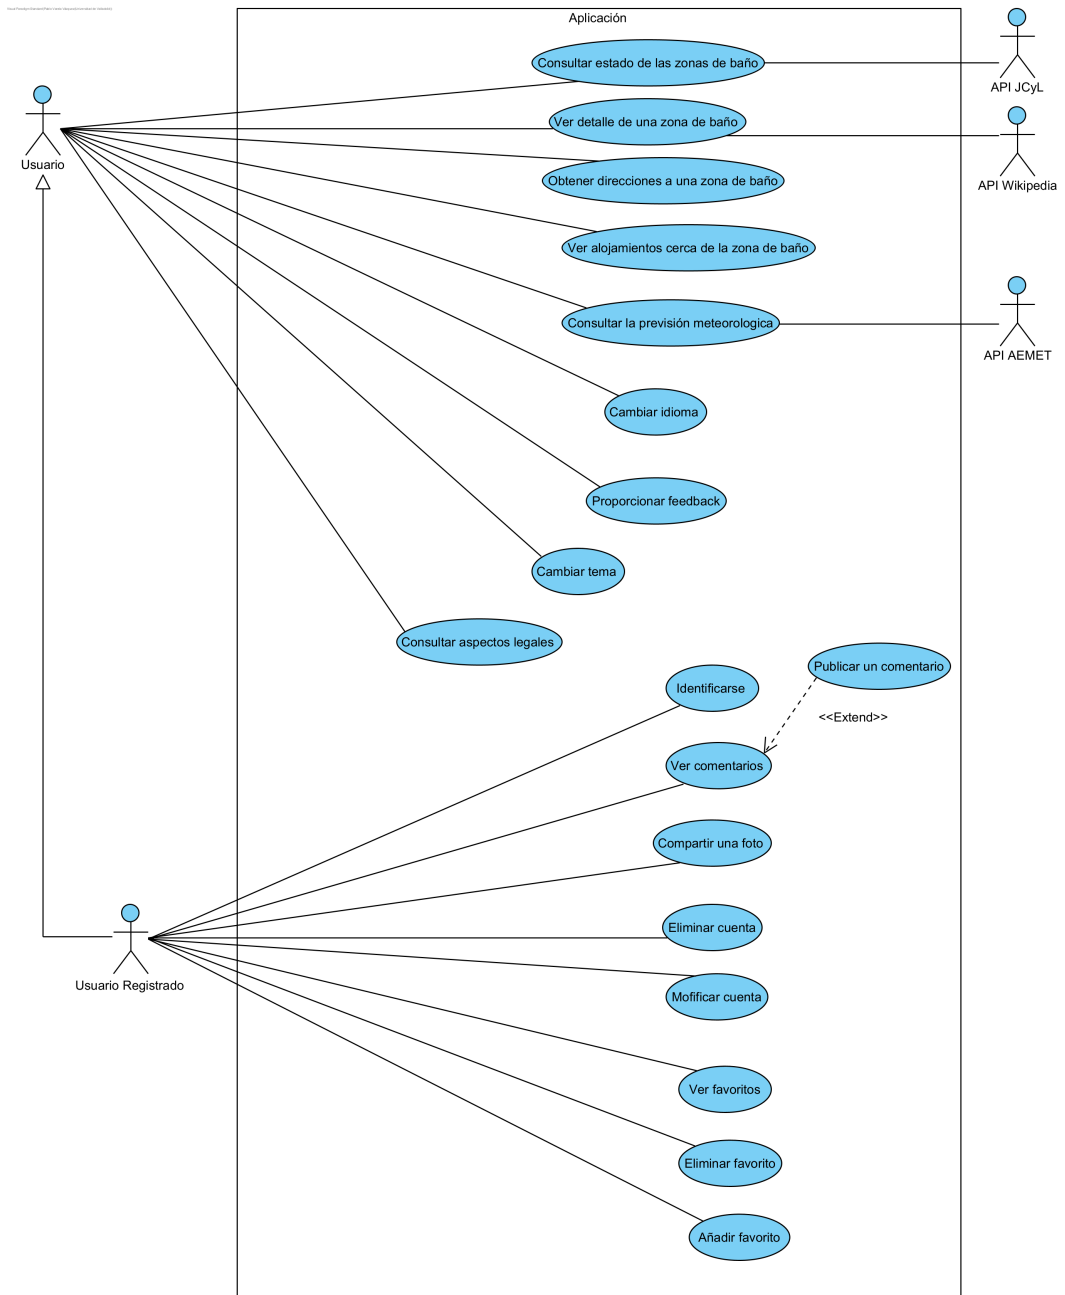 Aplicación
Consultar estado de las zonas de baño
API JCyL
Ver detalle de una zona de baño
Usuario
Obtener direcciones a una zona de baño
API Wikipedia
Ver alojamientos cerca de la zona de baño
Consultar la previsión meteorologica
API AEMET
Cambiar idioma
Proporcionar feedback
Cambiar tema
Consultar aspectos legales
Publicar un comentario
Identificarse
<<Extend>>
Ver comentarios
Compartir una foto
Eliminar cuenta
Usuario Registrado
Mofificar cuenta
Ver favoritos
Eliminar favorito
Añadir favorito